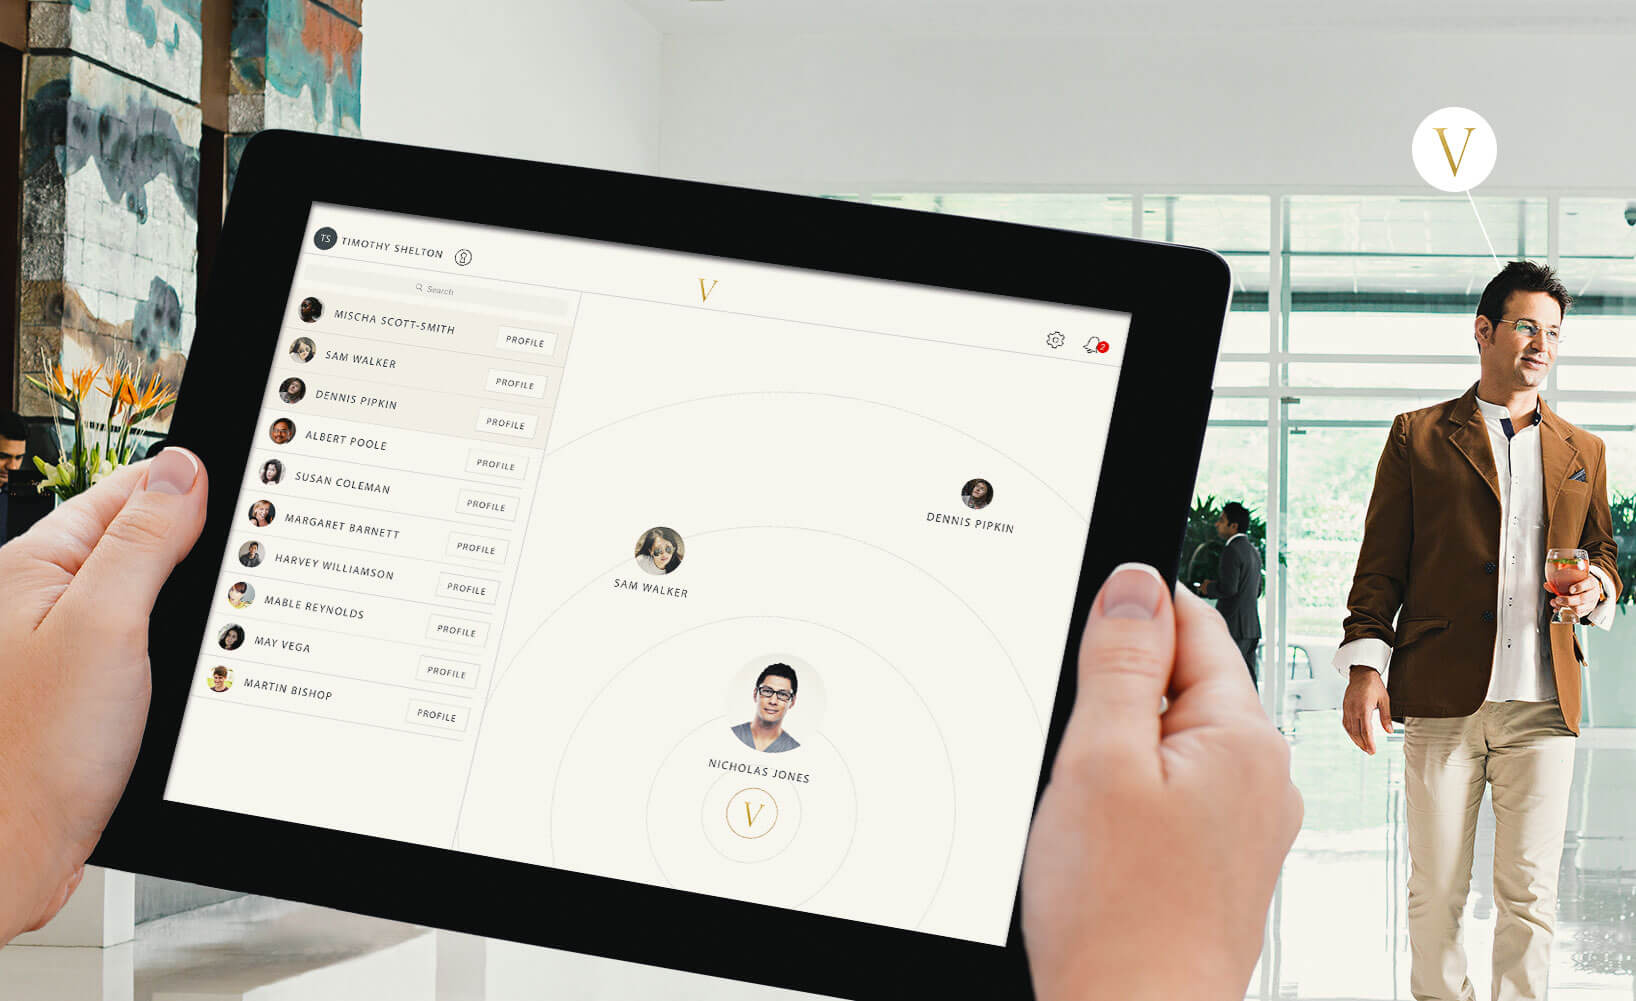 TS TIMOTHY SHELTON
V
2
Search
MISCHA SCOTT-SMITH PROFILE
SAM WALKER PROFILE
DENNIS PIPKIN PROFILE
ALBERT POOLE PROFILE
SUSAN COLEMAN PROFILE
MARGARET BARNETT PROFILE
HARVEY WILLIAMSON PROFILE
MABLE REYNOLDS PROFILE
MAY VEGA PROFILE
MARTIN BISHOP PROFILE
DENNIS PIPKIN
SAM WALKER
NICHOLAS JONES
V
V